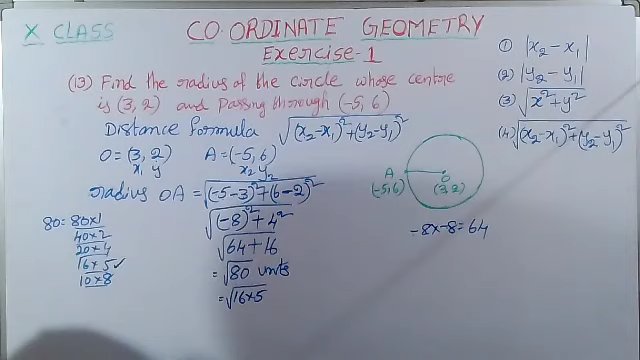 X CLASS
CO ORDINATE GEOMETRY
Exercise-1
(13) Find the radius of the circle whose centre
is (3, 2) and passing thorough (-5, 6)
Distance formula √(x₂-x₁)²+(y₂-y₁)²
O = (3, 2) A = (-5, 6)
x₁ y x₂ y₂
radius OA = √(-5-3)²+(6-2)²
√(-8)²+4²
√64+16
= √80 units
= √16×5
80 = 80×1
40×2
20×4
16×5 ✓
10×8
① |x₂-x₁|
(2) |y₂-y₁|
(3) √x²+y²
(4) √(x₂-x₁)²+(y₂-y₁)²
A
(-5,6)
O
(3 2)
-8×-8=64